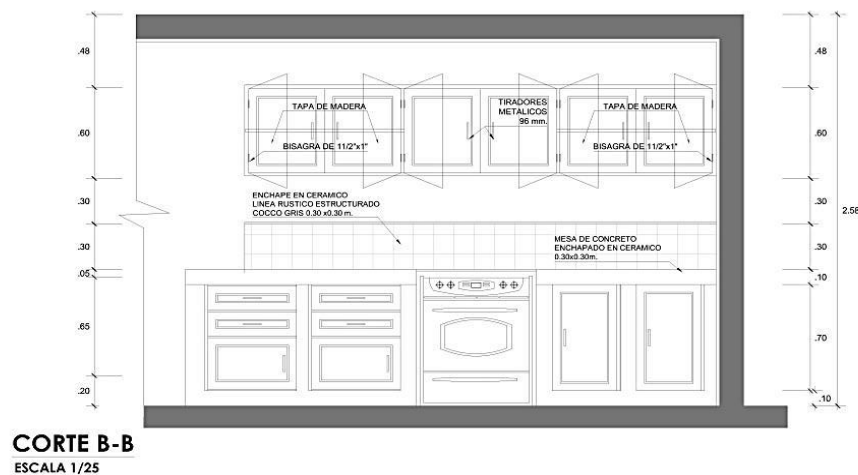 .48
.48
TAPA DE MADERA
TIRADORES
METALICOS
96 mm.
TAPA DE MADERA
.60
.60
BISAGRA DE 11/2"x1"
BISAGRA DE 11/2"x1"
.30
.30
ENCHAPE EN CERAMICO
LINEA RUSTICO ESTRUCTURADO
COCCO GRIS 0.30 x0.30 m.
2.58
.30
.30
MESA DE CONCRETO
ENCHAPADO EN CERAMICO
0.30x0.30m.
.05
.10
.65
.70
.20
.10
CORTE B-B
ESCALA 1/25